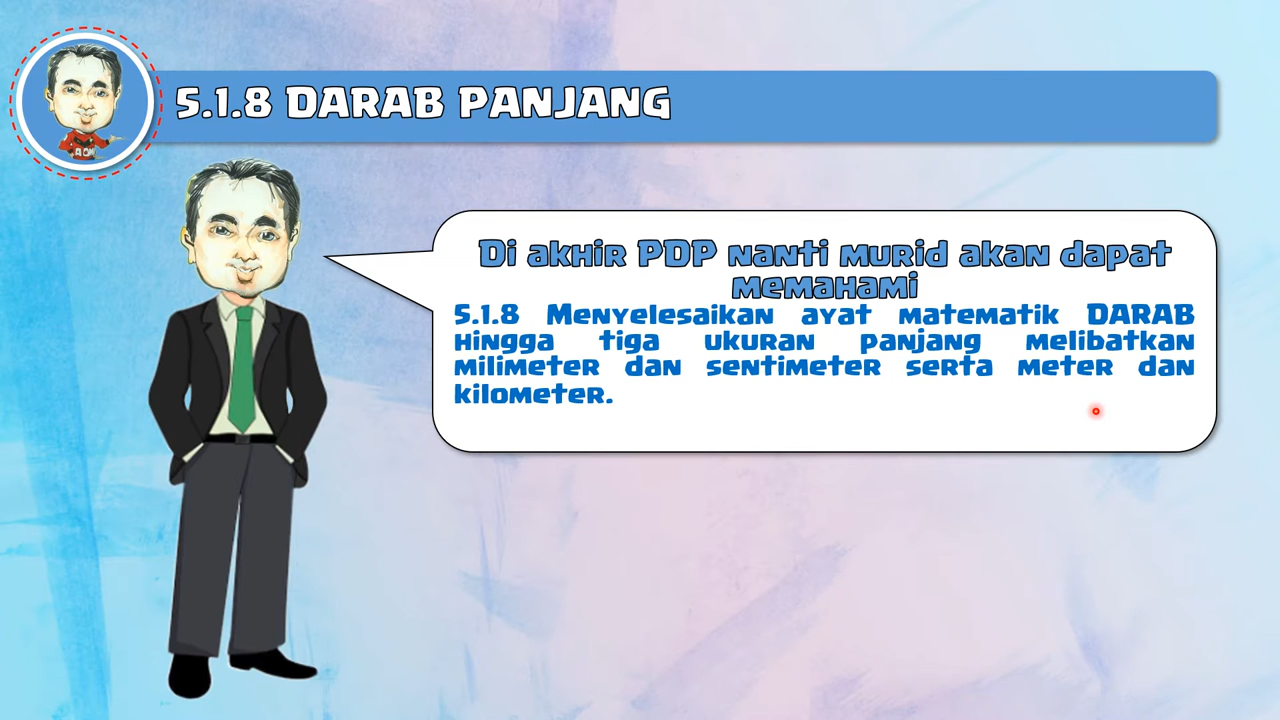 5.1.8 DARAB PANJANG
Di akhir PDP nanti murid akan dapat
memahami
5.1.8 Menyelesaikan ayat matematik DARAB
hingga tiga ukuran panjang melibatkan
milimeter dan sentimeter serta meter dan
kilometer.